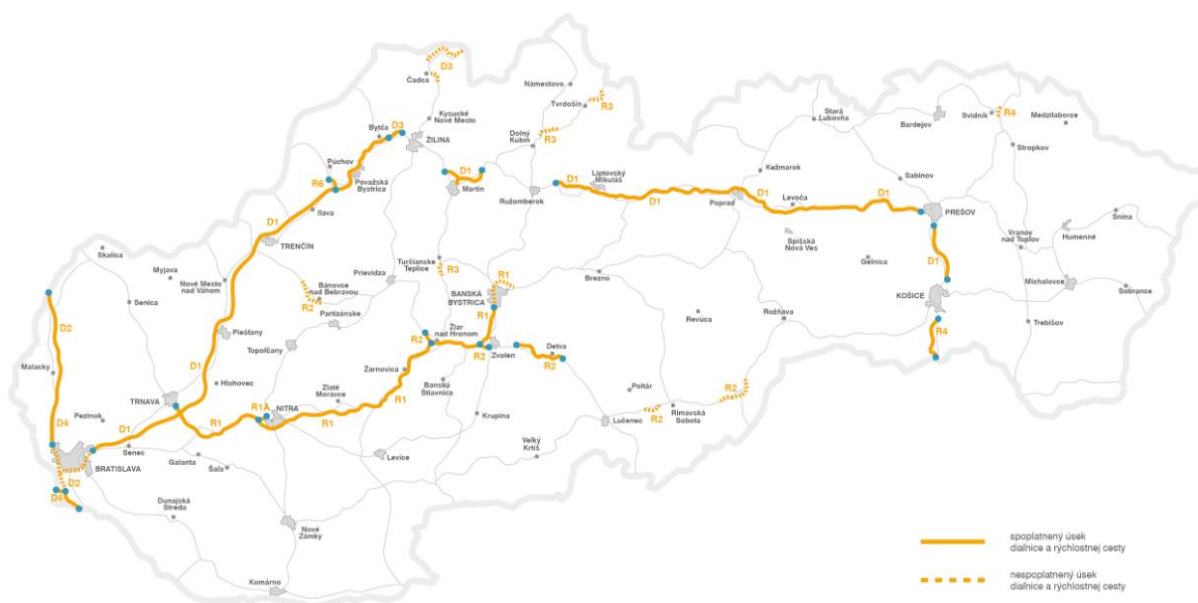 D3
Čadca
Námestovo
Tvrdošín
R3
Kysucké
Nové Mesto
Bytča
D3
ŽILINA
Dolný
Kubín
R3
Stará
Ľubovňa
Bardejov
Svidník
R4
Medzilaborce
Stropkov
Púchov
R6
Považská
Bystrica
D1
Martin
Ružomberok
D1
Liptovský
Mikuláš
D1
Kežmarok
Poprad
D1
Levoča
D1
Sabinov
PREŠOV
Ilava
D1
TRENČÍN
Spišská
Nová Ves
Gelnica
D1
Vranov
nad Topľov
Humenné
Snina
Skalica
Myjava
Nové Mesto
nad Váhom
Senica
Bánovce
nad Bebravou
R2
Partizánske
Prievidza
Turčianske
Teplice
R3
R1
BANSKÁ
BYSTRICA
R1
Brezno
Revúca
Rožňava
KOŠICE
R4
Michalovce
Sobrance
Trebišov
D2
Malacky
Piešťany
D1
Topoľčany
Hlohovec
Žiar
nad Hronom
R2
R2
Zvolen
Detva
R2
Žarnovica
Banská
Štiavnica
Zlaté
Moravce
R1
Krupina
Poltár
R2
Rimavská
Sobota
R2
Lučenec
Veľký
Krtíš
Pezinok
TRNAVA
D4
D1
R1
R1A
NITRA
R1
Levice
BRATISLAVA
Senec
Galanta
Šaľa
D2
D4
Dunajská
Streda
Nové
Zámky
Komárno
spoplatnený úsek
diaľnice a rýchlostnej cesty
nespoplatnený úsek
diaľnice a rýchlostnej cesty